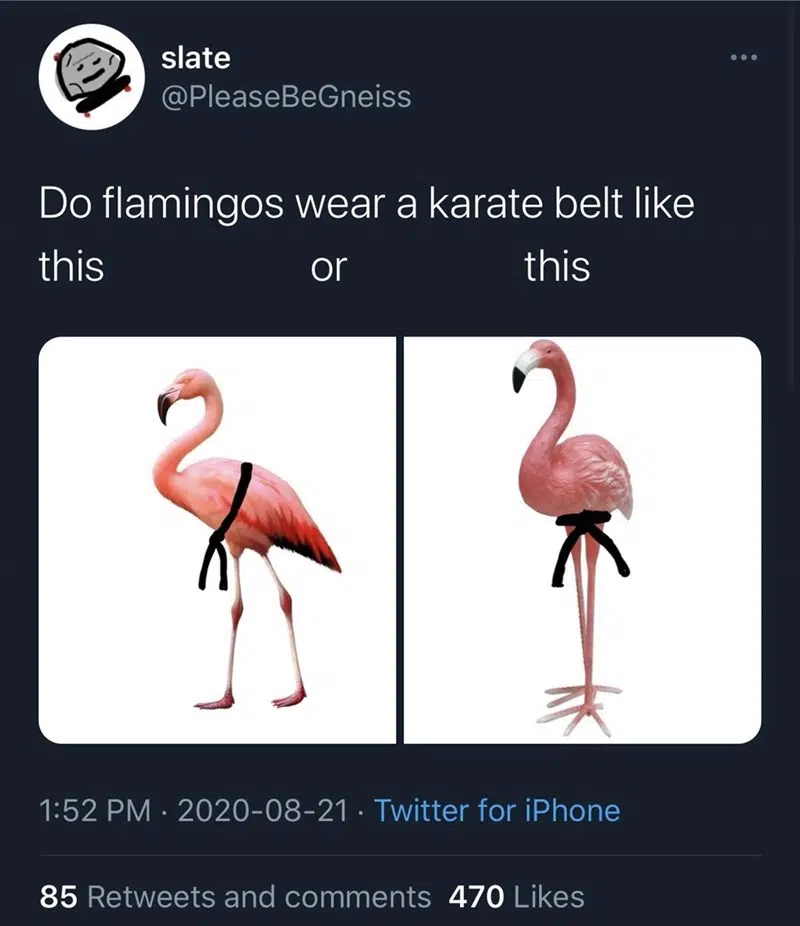 slate
@PleaseBeGneiss
Do flamingos wear a karate belt like
this or this
1:52 PM · 2020-08-21 · Twitter for iPhone
85 Retweets and comments 470 Likes